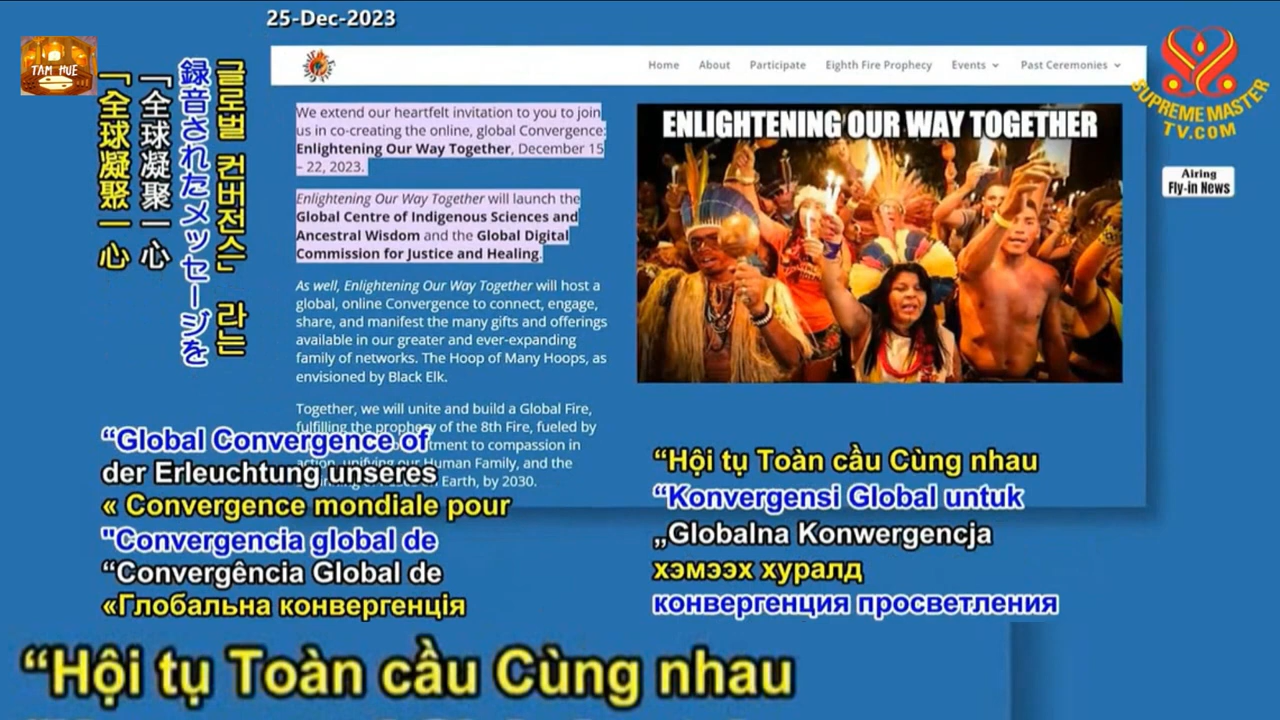 25-Dec-2023
TÂM HUỆ
Home About Participate Eighth Fire Prophecy Events Past Ceremonies
SUPREME MASTER
TV.COM
Airing
Fly-in News
글로벌 컨버전스」 라는
録音されたメッセージを
「全球凝聚一心
「全球凝聚一心
We extend our heartfelt invitation to you to join
us in co-creating the online, global Convergence:
Enlightening Our Way Together, December 15
– 22, 2023.
Enlightening Our Way Together will launch the
Global Centre of Indigenous Sciences and
Ancestral Wisdom and the Global Digital
Commission for Justice and Healing.
As well, Enlightening Our Way Together will host a
global, online Convergence to connect, engage,
share, and manifest the many gifts and offerings
available in our greater and ever-expanding
family of networks. The Hoop of Many Hoops, as
envisioned by Black Elk.
Together, we will unite and build a Global Fire,
fulfilling the prophecy of the 8th Fire, fueled by
to compassion in
action, unifying our Human Family, and the
Earth, by 2030.
ENLIGHTENING OUR WAY TOGETHER
“Global Convergence of
der Erleuchtung unseres
« Convergence mondiale pour
"Convergencia global de
“Convergência Global de
«Глобальна конвергенція
“Hội tụ Toàn cầu Cùng nhau
“Konvergensi Global untuk
„Globalna Konwergencja
хэмээх хуралд
конвергенция просветления
“Hội tụ Toàn cầu Cùng nhau